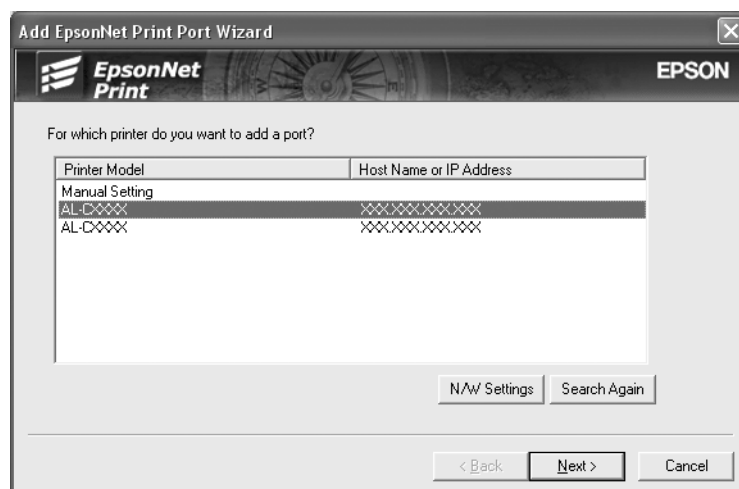 Add EpsonNet Print Port Wizard
EpsonNet
Print
EPSON
For which printer do you want to add a port?
Printer Model Host Name or IP Address
Manual Setting
AL-CXXXX XXX.XXX.XXX.XXX
AL-CXXXX XXX.XXX.XXX.XXX
N/W Settings Search Again
< Back Next > Cancel